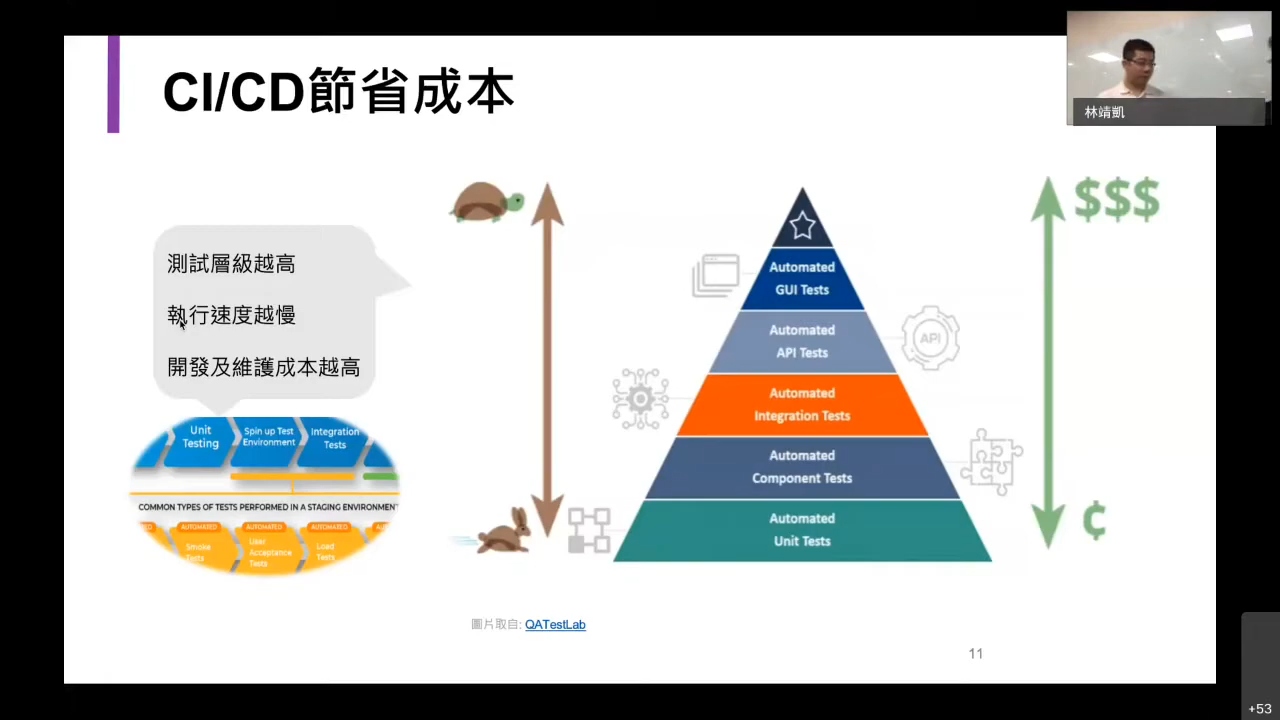 CI/CD節省成本
林靖凱
測試層級越高
執行速度越慢
開發及維護成本越高
Unit
Testing
Spin up Test
Environment
Integration
Tests
COMMON TYPES OF TESTS PERFORMED IN A STAGING ENVIRONMENT
AUTOMATED
AUTOMATED
AUTOMATED
Smoke
Tests
User
Acceptance
Tests
Load
Tests
$$$
Automated
GUI Tests
Automated
API Tests
API
Automated
Integration Tests
Automated
Component Tests
Automated
Unit Tests
¢
圖片取自: QATestLab
11
+53